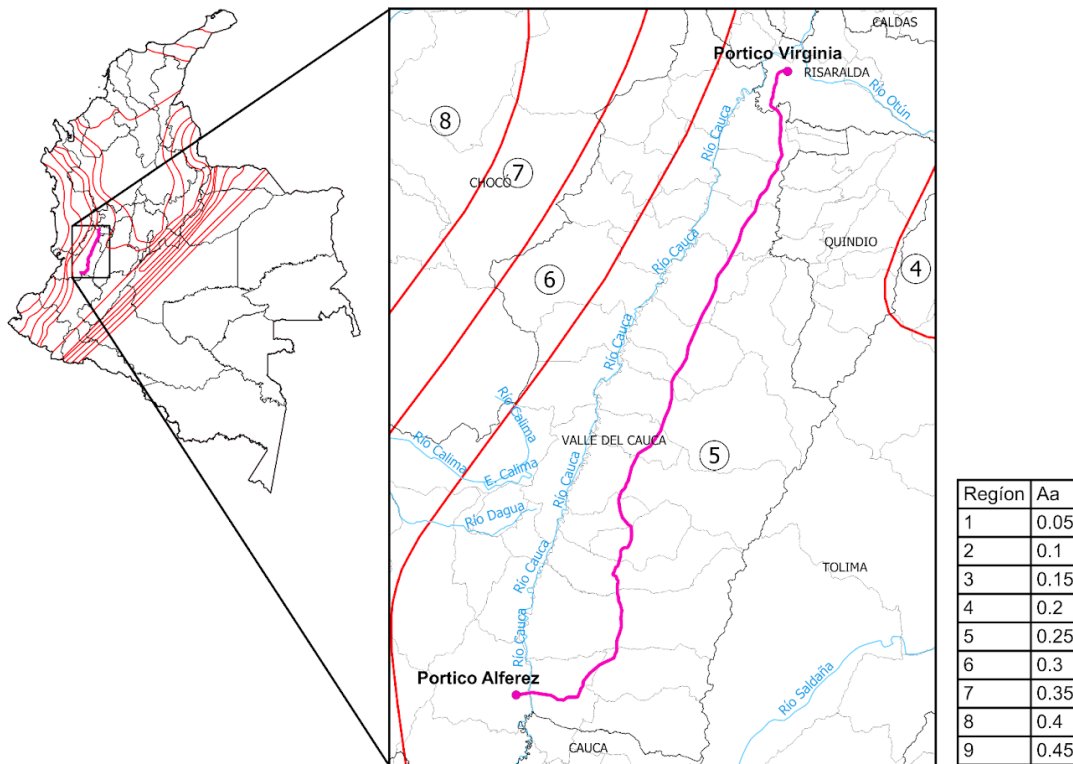 CALDAS
Portico Virginia
RISARALDA
Río Otún
8
Río Cauca
7
CHOCÓ
Río Cauca
QUINDIO
4
6
Río Cauca
Río Calima
Río Calima
VALLE DEL CAUCA
5
E. Calima
Río Cauca
Río Dagua
Río Cauca
TOLIMA
Río Cauca
Portico Alferez
Río Saldaña
CAUCA
Regíon Aa
1 0.05
2 0.1
3 0.15
4 0.2
5 0.25
6 0.3
7 0.35
8 0.4
9 0.45